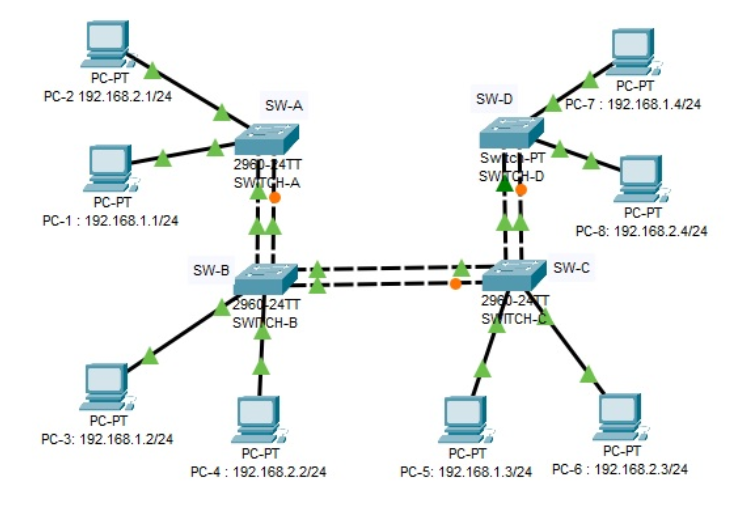 PC-PT
PC-2 192.168.2.1/24
SW-A
2960-24TT
SWITCH-A
PC-PT
PC-1 : 192.168.1.1/24
SW-D
Switch-PT
SWITCH-D
PC-PT
PC-7 : 192.168.1.4/24
PC-PT
PC-8: 192.168.2.4/24
SW-B
2960-24TT
SWITCH-B
SW-C
2960-24TT
SWITCH-C
PC-PT
PC-3: 192.168.1.2/24
PC-PT
PC-4 : 192.168.2.2/24
PC-PT
PC-5: 192.168.1.3/24
PC-PT
PC-6 : 192.168.2.3/24